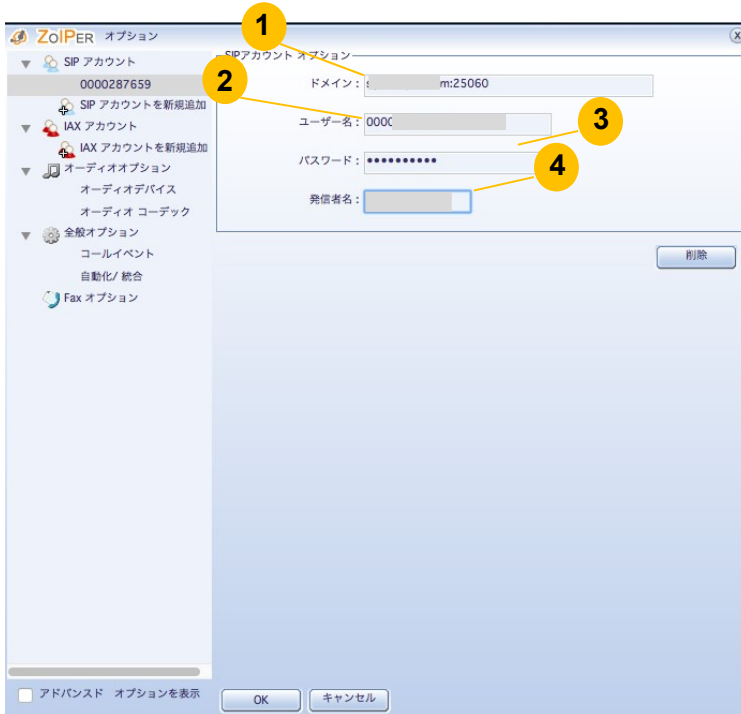 1
ZoIPER オプション
SIP アカウント
SIPアカウント オプション
2
0000287659
ドメイン :
m:25060
SIP アカウントを新規追加
IAX アカウント
ユーザー名 : 000
3
IAX アカウントを新規追加
オーディオオプション
パスワード : ●●●●●●●●●●
4
オーディオデバイス
発信者名 :
オーディオ コーデック
全般オプション
コールイベント
削除
自動化/ 統合
Fax オプション
アドバンスド オプションを表示
OK
キャンセル